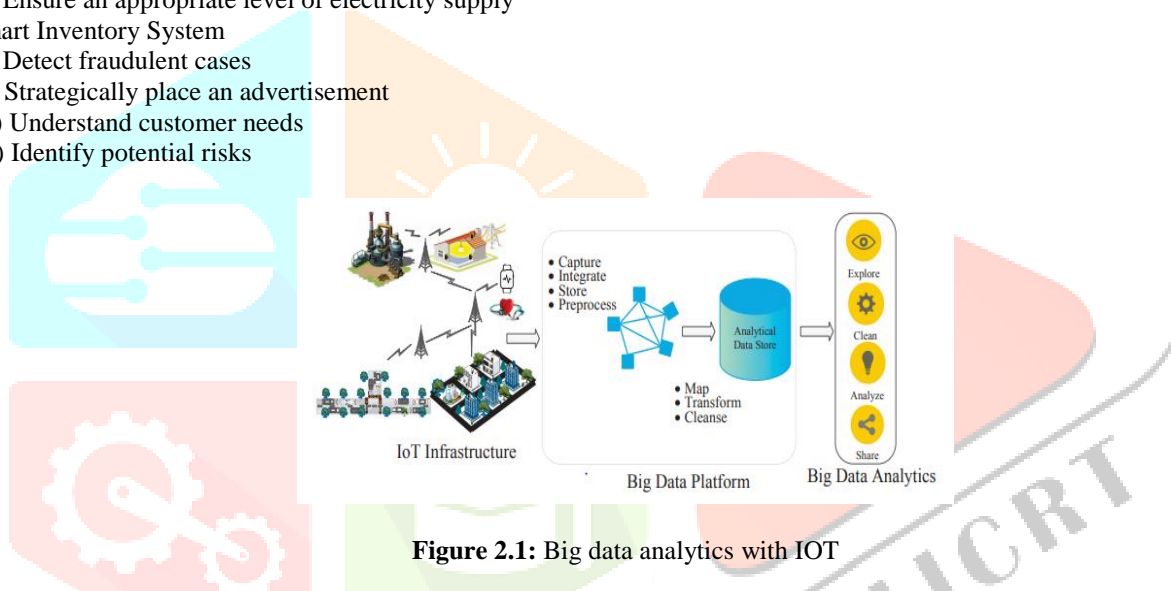 Ensure an appropriate level of electricity supply
art Inventory System
Detect fraudulent cases
Strategically place an advertisement
) Understand customer needs
) Identify potential risks
• Capture
• Integrate
• Store
• Preprocess
Analytical
Data Store
• Map
• Transform
• Cleanse
Explore
Clean
Analyze
Share
IoT Infrastructure
Big Data Platform
Big Data Analytics
Figure 2.1: Big data analytics with IOT
IJCRT